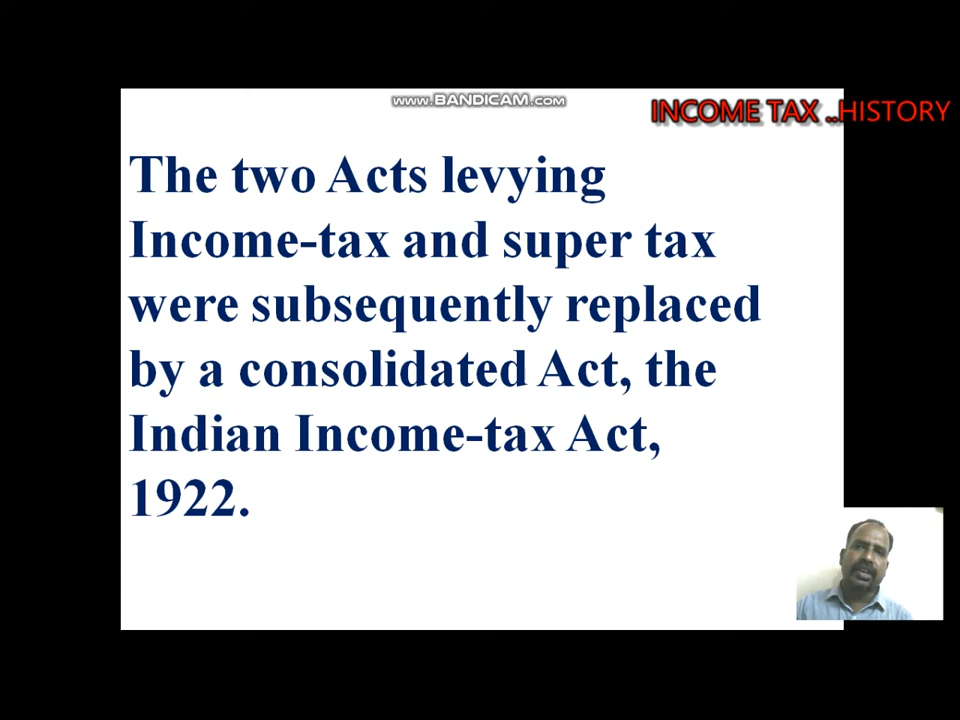 www.BANDICAM.com
INCOME TAX ..HISTORY
The two Acts levying
Income-tax and super tax
were subsequently replaced
by a consolidated Act, the
Indian Income-tax Act,
1922.